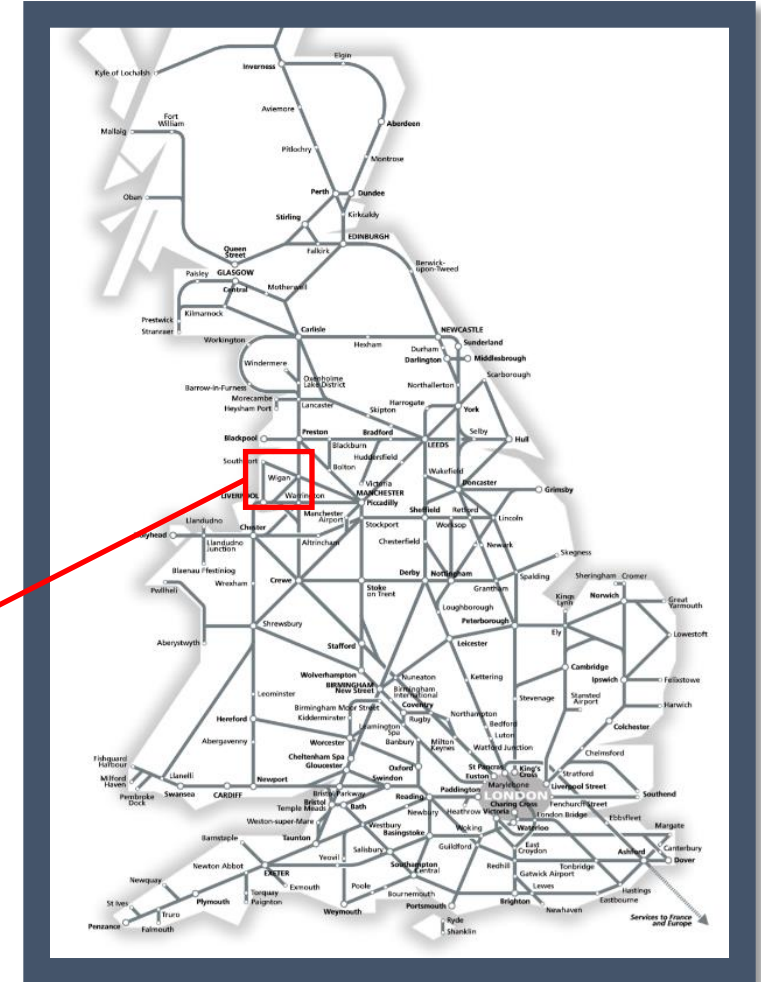 Elgin
Inverness
Kyle of Lochalsh
Aviemore
Fort
William
Aberdeen
Mallaig
Pitlochry
Montrose
Perth
Dundee
Oban
Stirling
Kirkcaldy
EDINBURGH
Queen
Street
Falkirk
Berwick-
upon-Tweed
Paisley
GLASGOW
Central
Motherwell
Prestwick
Kilmarnock
Stranraer
Carlisle
NEWCASTLE
Workington
Hexham
Sunderland
Durham
Darlington
Middlesbrough
Windermere
Scarborough
Oxenholme
Lake District
Northallerton
Barrow-in-Furness
Morecambe
Heysham Port
Lancaster
Harrogate
Skipton
York
Blackpool
Preston
Bradford
Selby
Blackburn
LEEDS
Hull
Huddersfield
Southport
Bolton
Wakefield
Wigan
Victoria
Doncaster
LIVERPOOL
Warrington
MANCHESTER
Piccadilly
Grimsby
Manchester
Airport
Sheffield
Retford
Llandudno
Stockport
Worksop
Lincoln
Holyhead
Chester
Llandudno
Junction
Altrincham
Chesterfield
Newark
Skegness
Blaenau Ffestiniog
Derby
Nottingham
Spalding
Sheringham
Cromer
Wrexham
Crewe
Stoke
on Trent
Grantham
Pwllheli
Kings
Lynn
Norwich
Great
Yarmouth
Loughborough
Peterborough
Shrewsbury
Ely
Lowestoft
Aberystwyth
Stafford
Leicester
Wolverhampton
Nuneaton
Kettering
Cambridge
BIRMINGHAM
New Street
Birmingham
International
Ipswich
Felixstowe
Leominster
Coventry
Stevenage
Stansted
Airport
Harwich
Birmingham Moor Street
Kidderminster
Rugby
Northampton
Hereford
Leamington
Spa
Bedford
Colchester
Abergavenny
Worcester
Banbury
Milton
Keynes
Luton
Watford Junction
Chelmsford
Cheltenham Spa
Gloucester
Oxford
St Pancras
King's
Cross
Stratford
Fishguard
Harbour
Euston
Milford
Haven
Llanelli
Newport
Swindon
Marylebone
Liverpool Street
Pembroke
Dock
Swansea
CARDIFF
Bristol Parkway
Reading
Paddington
LONDON
Southend
Bristol
Temple Meads
Bath
Newbury
Heathrow
Charing Cross
Fenchurch Street
Victoria
London Bridge
Ebbsfleet
Weston-super-Mare
Westbury
Basingstoke
Woking
Waterloo
Margate
Barnstaple
Taunton
Salisbury
Guildford
East
Croydon
Canterbury
Yeovil
Ashford
Dover
Newton Abbot
Southampton
Central
Redhill
Tonbridge
Gatwick Airport
Newquay
EXETER
Exmouth
Poole
Lewes
Hastings
Torquay
Paignton
Bournemouth
Eastbourne
St Ives
Plymouth
Weymouth
Portsmouth
Brighton
Newhaven
Truro
Penzance
Falmouth
Ryde
Shanklin
Services to France
and Europe